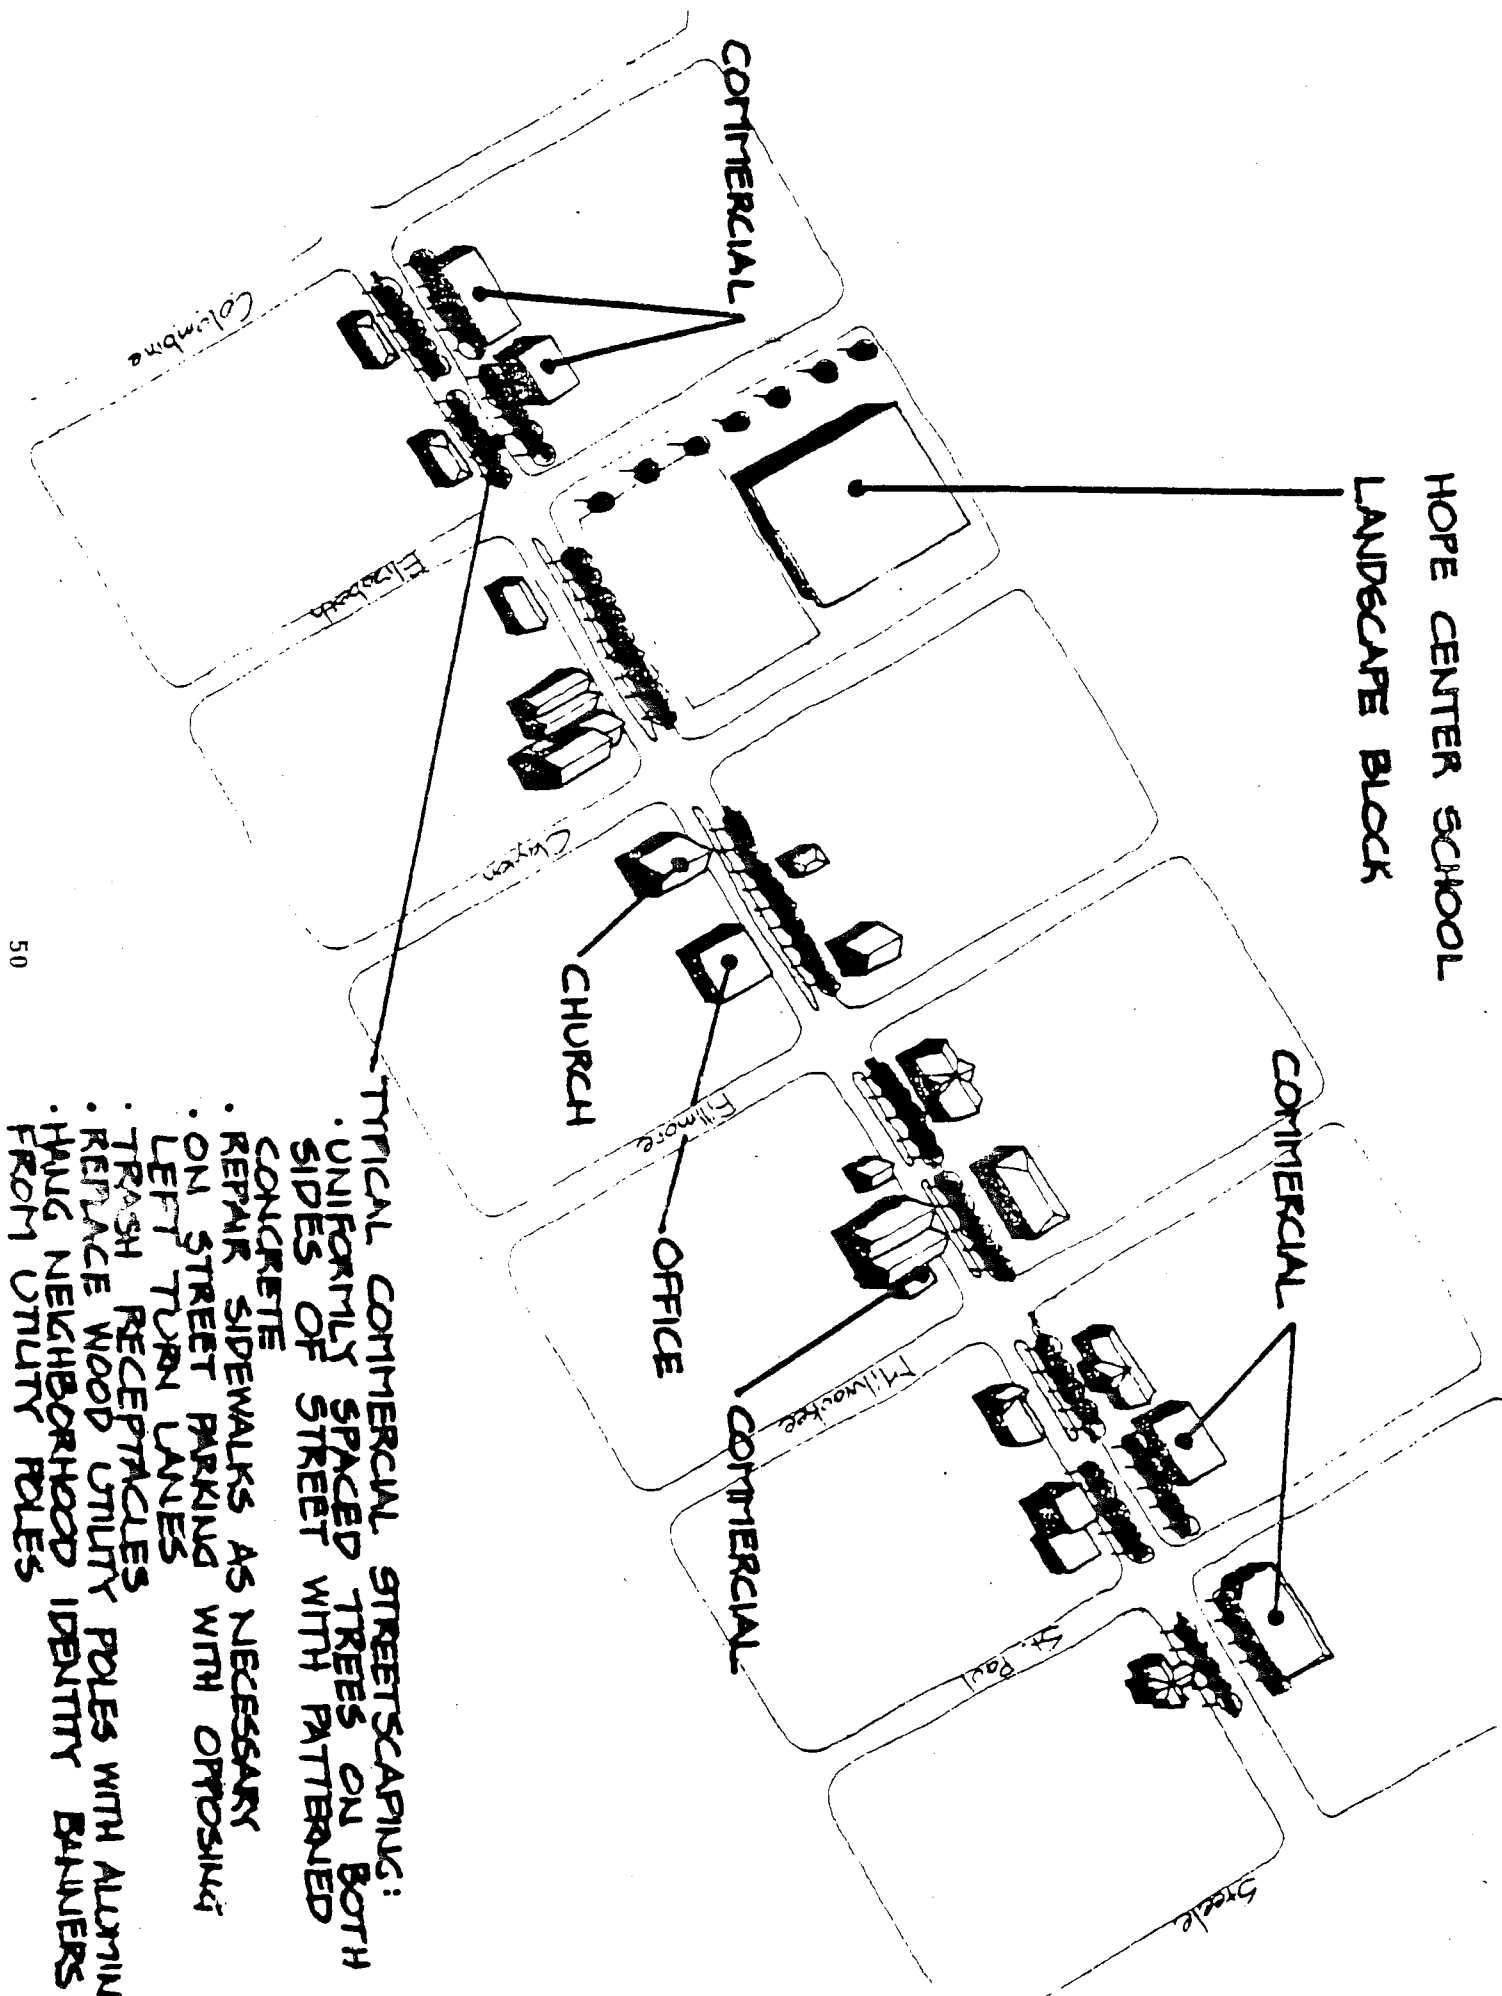 HOPE CENTER SCHOOL
LANDSCAPE BLOCK
COMMERCIAL
COMMERCIAL
Columbine
Elizabeth
Clayton
Fillmore
Milwaukee
St. Paul
Steele
CHURCH
OFFICE
COMMERCIAL
TYPICAL COMMERCIAL STREETSCAPING:
· UNIFORMLY SPACED TREES ON BOTH
SIDES OF STREET WITH PATTERNED
CONCRETE
· REPAIR SIDEWALKS AS NECESSARY
· ON STREET PARKING WITH OPPOSING
LEFT TURN LANES
· TRASH RECEPTACLES
· REPLACE WOOD UTILITY POLES WITH ALUMIN
· HANG NEIGHBORHOOD IDENTITY BANNERS
FROM UTILITY POLES
50